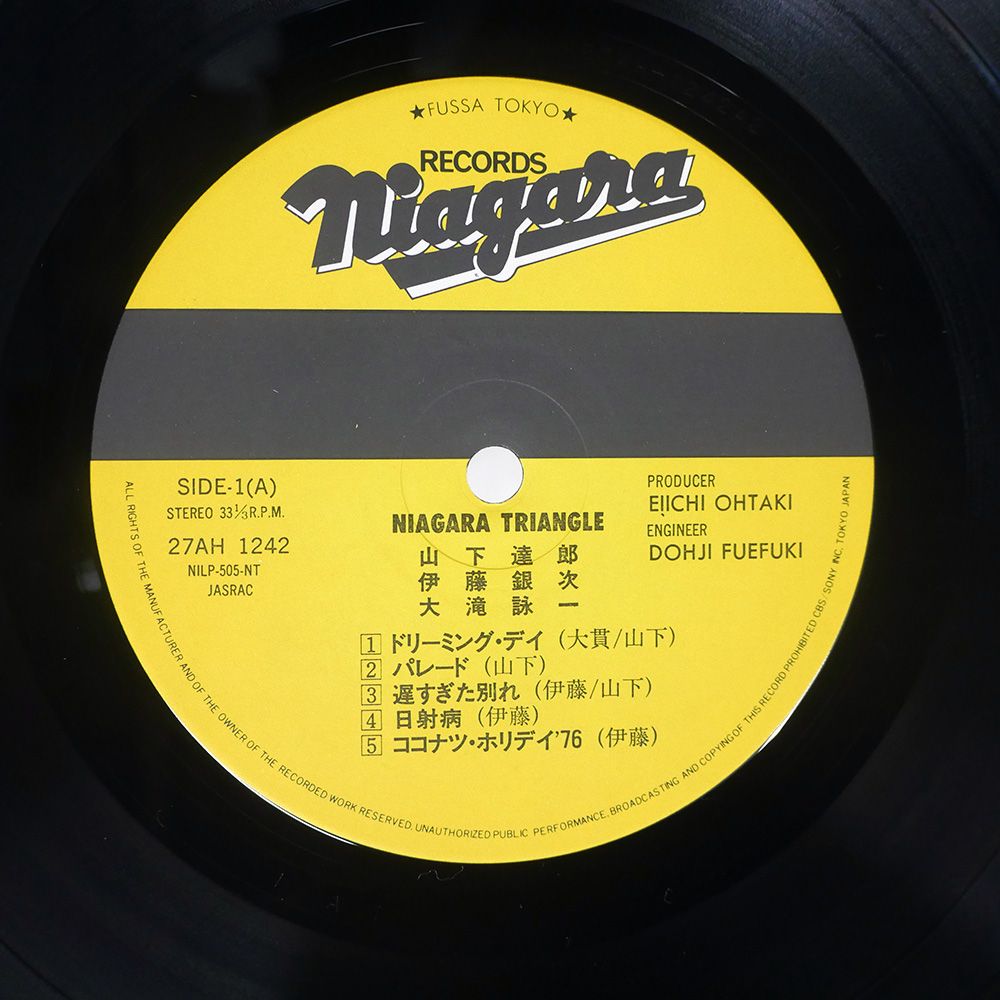 ★FUSSA TOKYO★
RECORDS
Niagara
SIDE-1(A)
STEREO 33⅓R.P.M.
27AH 1242
NILP-505-NT
JASRAC
PRODUCER
EIICHI OHTAKI
ENGINEER
DOHJI FUEFUKI
NIAGARA TRIANGLE
山下達郎
伊藤銀次
大滝詠一
1 ドリーミング・デイ (大貫/山下)
2 パレード (山下)
3 遅すぎた別れ (伊藤/山下)
4 日射病 (伊藤)
5 ココナツ・ホリデイ'76 (伊藤)
ALL RIGHTS OF THE MANUFACTURER AND OF THE OWNER OF THE RECORDED WORK RESERVED. UNAUTHORIZED PUBLIC PERFORMANCE, BROADCASTING AND COPYING OF THIS RECORD PROHIBITED CBS/SONY INC. TOKYO JAPAN